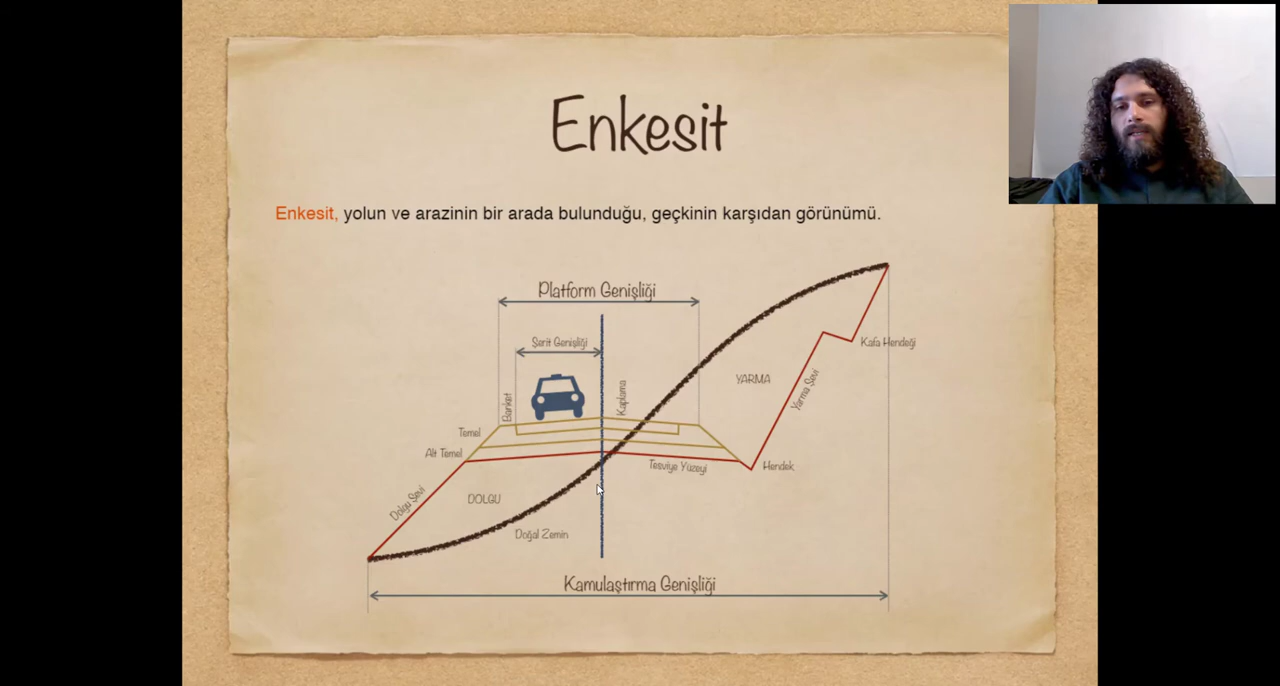 Enkesit
Enkesit, yolun ve arazinin bir arada bulunduğu, geçkinin karşıdan görünümü.
Platform Genişliği
Şerit Genişliği
Kafa Hendeği
YARMA
Yarma Şevi
Banket
Kaplama
Temel
Alt Temel
Tesviye Yüzeyi
Hendek
Dolgu Şevi
DOLGU
Doğal Zemin
Kamulaştırma Genişliği